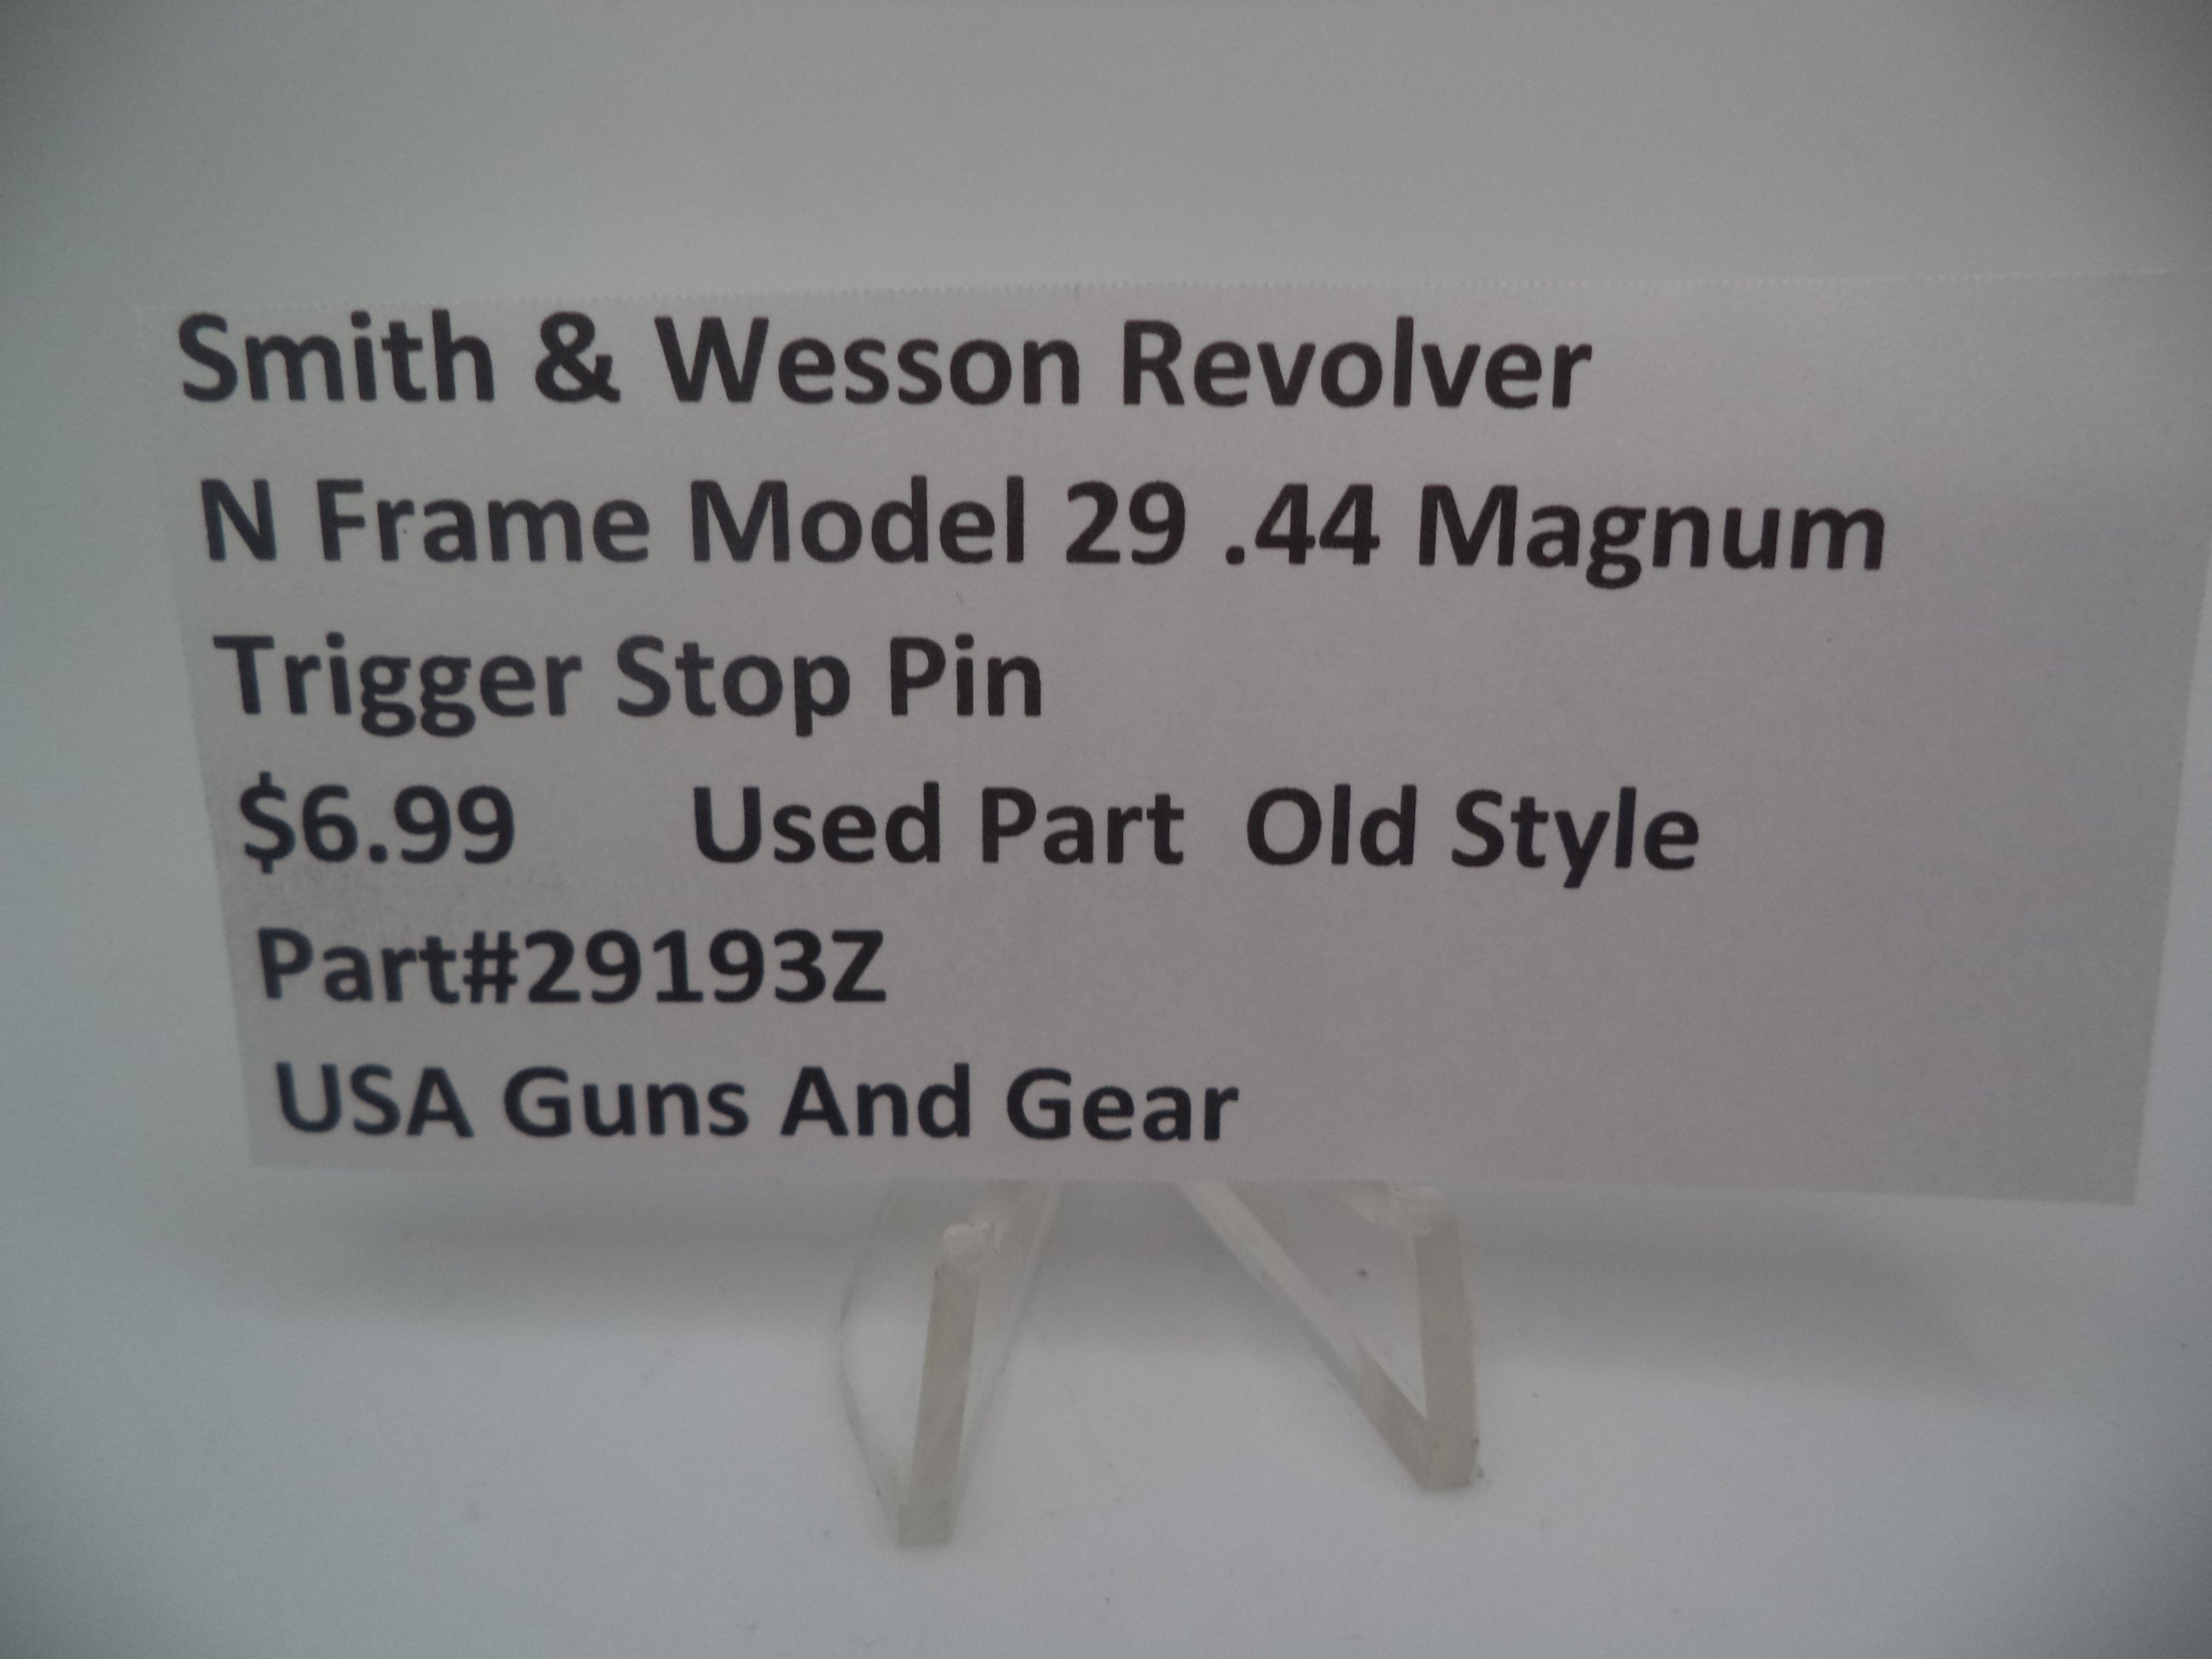 Smith & Wesson Revolver
N Frame Model 29 .44 Magnum
Trigger Stop Pin
$6.99 Used Part Old Style
Part#29193Z
USA Guns And Gear